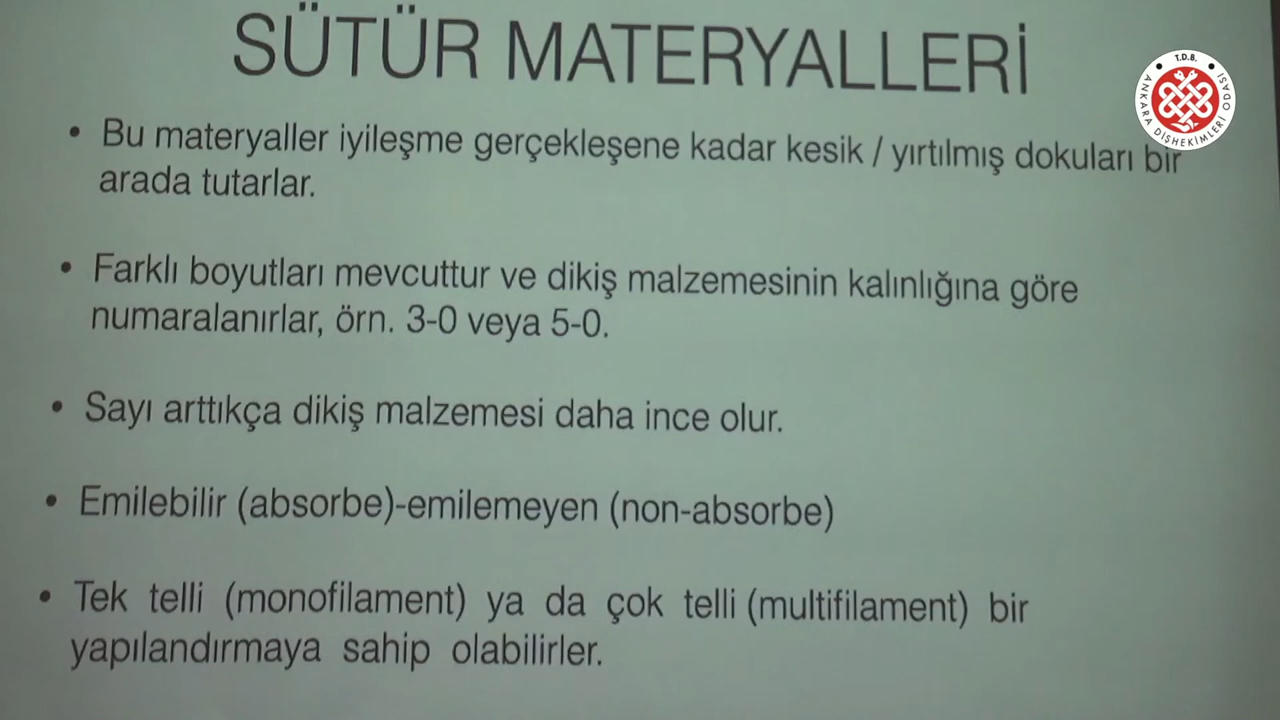 SÜTÜR MATERYALLERİ
T.D.B.
ANKARA DİŞHEKİMLERİ ODASI
• Bu materyaller iyileşme gerçekleşene kadar kesik / yırtılmış dokuları bir
arada tutarlar.
• Farklı boyutları mevcuttur ve dikiş malzemesinin kalınlığına göre
numaralanırlar, örn. 3-0 veya 5-0.
• Sayı arttıkça dikiş malzemesi daha ince olur.
• Emilebilir (absorbe)-emilemeyen (non-absorbe)
• Tek telli (monofilament) ya da çok telli (multifilament) bir
yapılandırmaya sahip olabilirler.